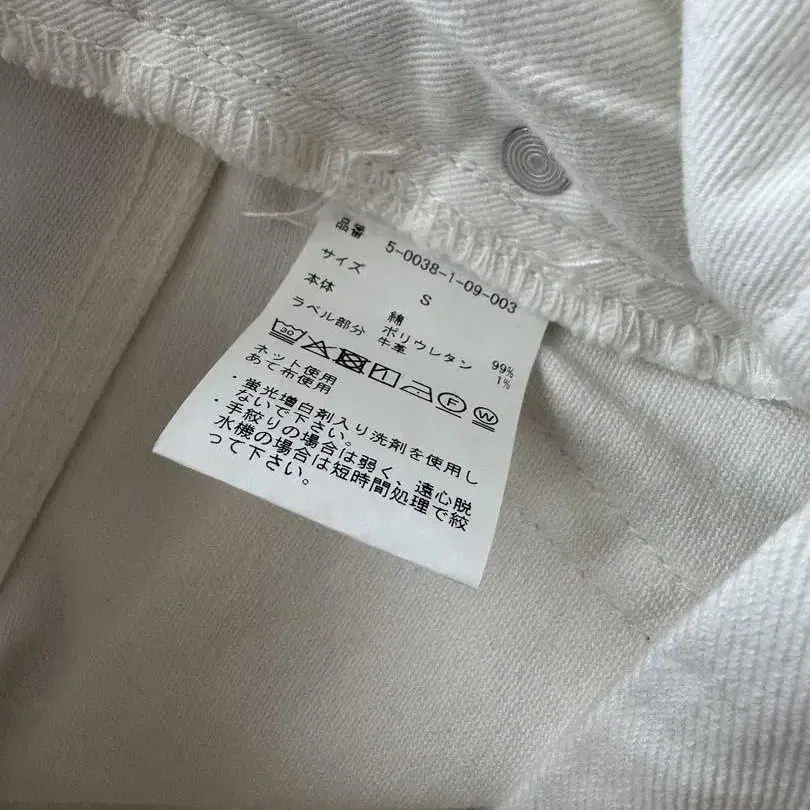 品番 5-0038-1-09-003
サイズ S
本体 綿 99%
ポリウレタン 1%
ラベル部分 牛革
30 F W
ネット使用
あて布使用
・蛍光増白剤入り洗剤を使用し
ないで下さい。
・手絞りの場合は弱く、遠心脱
水機の場合は短時間処理で絞
って下さい。